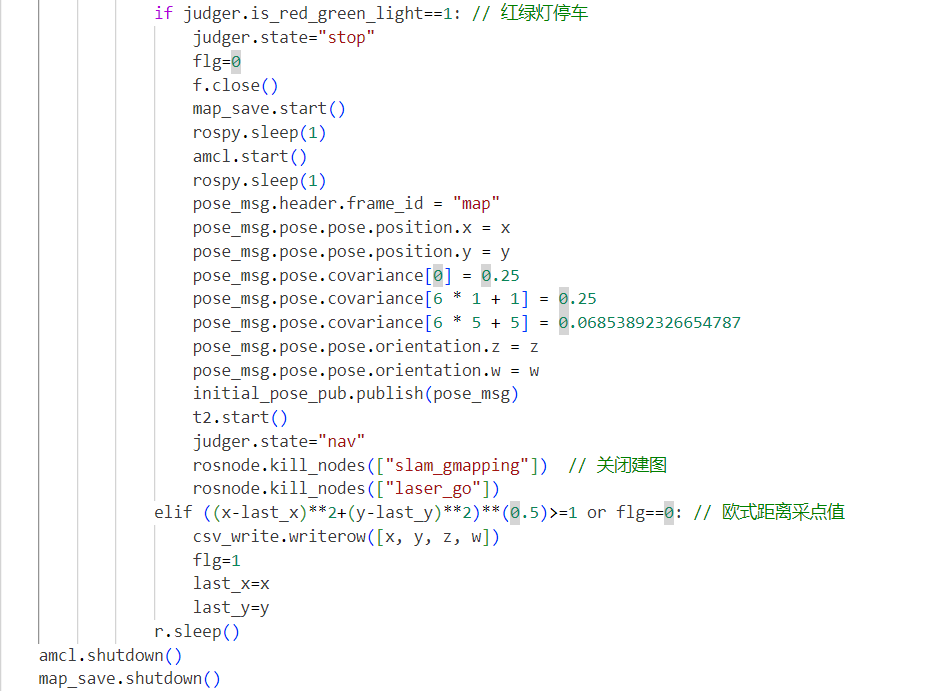 if judger.is_red_green_light==1: // 红绿灯停车
judger.state="stop"
flg=0
f.close()
map_save.start()
rospy.sleep(1)
amcl.start()
rospy.sleep(1)
pose_msg.header.frame_id = "map"
pose_msg.pose.pose.position.x = x
pose_msg.pose.pose.position.y = y
pose_msg.pose.covariance[0] = 0.25
pose_msg.pose.covariance[6 * 1 + 1] = 0.25
pose_msg.pose.covariance[6 * 5 + 5] = 0.06853892326654787
pose_msg.pose.pose.orientation.z = z
pose_msg.pose.pose.orientation.w = w
initial_pose_pub.publish(pose_msg)
t2.start()
judger.state="nav"
rosnode.kill_nodes(["slam_gmapping"])  // 关闭建图
rosnode.kill_nodes(["laser_go"])
elif ((x-last_x)**2+(y-last_y)**2)**(0.5)>=1 or flg==0: // 欧式距离采点值
csv_write.writerow([x, y, z, w])
flg=1
last_x=x
last_y=y
r.sleep()
amcl.shutdown()
map_save.shutdown()